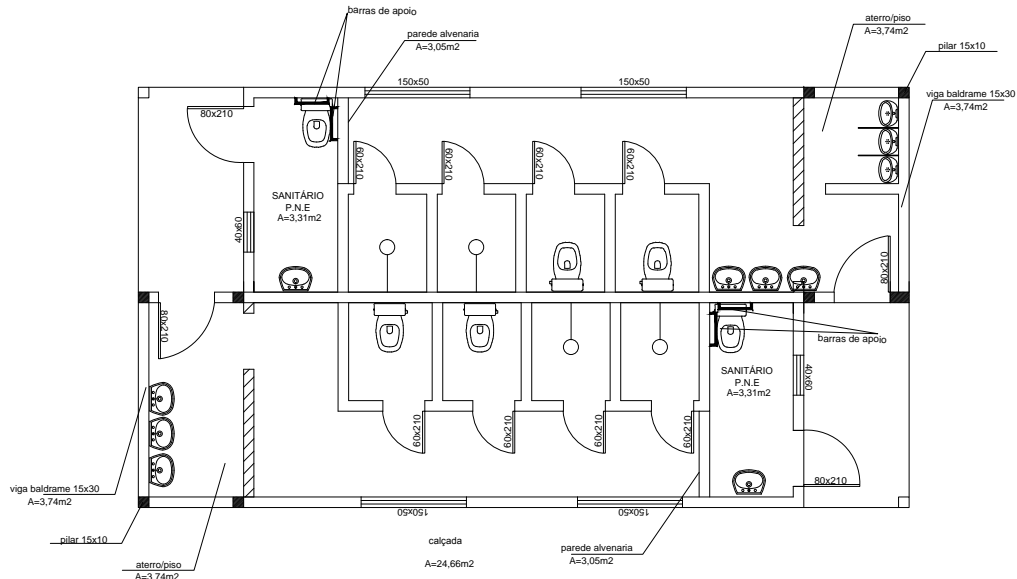 barras de apoio
parede alvenaria
A=3,05m2
aterro/piso
A=3,74m2
pilar 15x10
viga baldrame 15x30
A=3,74m2
150x50
150x50
80x210
60x210
60x210
60x210
60x210
SANITÁRIO
P.N.E
A=3,31m2
40x60
80x210
80x210
barras de apoio
SANITÁRIO
P.N.E
A=3,31m2
40x60
60x210
60x210
60x210
60x210
80x210
viga baldrame 15x30
A=3,74m2
150x50
150x50
pilar 15x10
aterro/piso
A=3,74m2
calçada
A=24,66m2
parede alvenaria
A=3,05m2